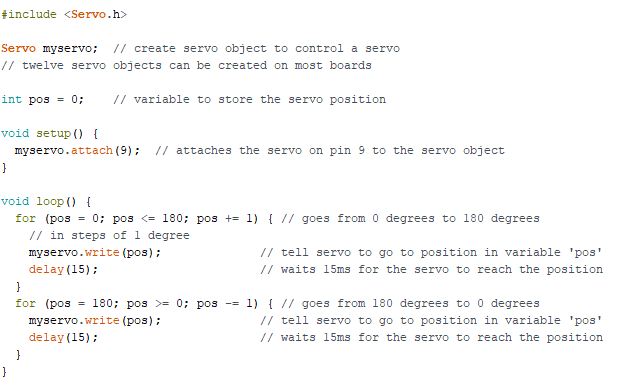 #include <Servo.h>
Servo myservo;  // create servo object to control a servo
// twelve servo objects can be created on most boards
int pos = 0;    // variable to store the servo position
void setup() {
  myservo.attach(9);  // attaches the servo on pin 9 to the servo object
}
void loop() {
  for (pos = 0; pos <= 180; pos += 1) { // goes from 0 degrees to 180 degrees
    // in steps of 1 degree
    myservo.write(pos);              // tell servo to go to position in variable 'pos'
    delay(15);                       // waits 15ms for the servo to reach the position
  }
  for (pos = 180; pos >= 0; pos -= 1) { // goes from 180 degrees to 0 degrees
    myservo.write(pos);              // tell servo to go to position in variable 'pos'
    delay(15);                       // waits 15ms for the servo to reach the position
  }
}